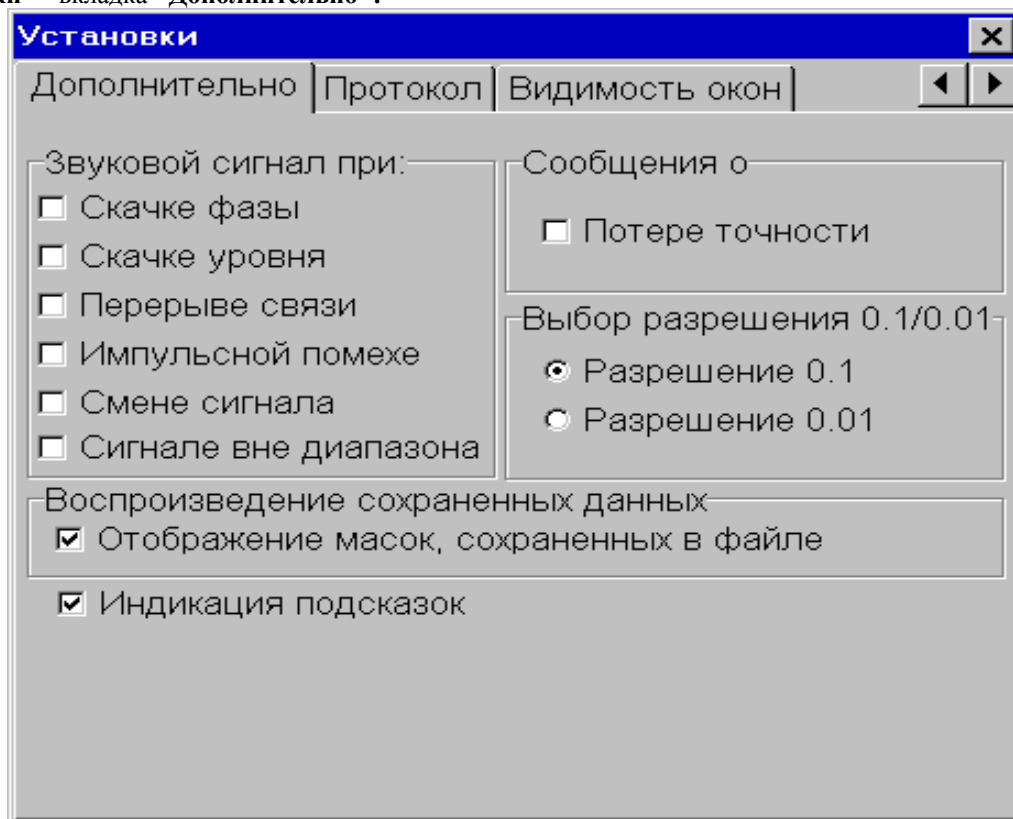 вкладка "Дополнительно".
Установки
Дополнительно Протокол Видимость окон
Звуковой сигнал при:
Скачке фазы
Скачке уровня
Перерыве связи
Импульсной помехе
Смене сигнала
Сигнале вне диапазона
Сообщения о
Потере точности
Выбор разрешения 0.1/0.01
Разрешение 0.1
Разрешение 0.01
Воспроизведение сохраненных данных
Отображение масок, сохраненных в файле
Индикация подсказок